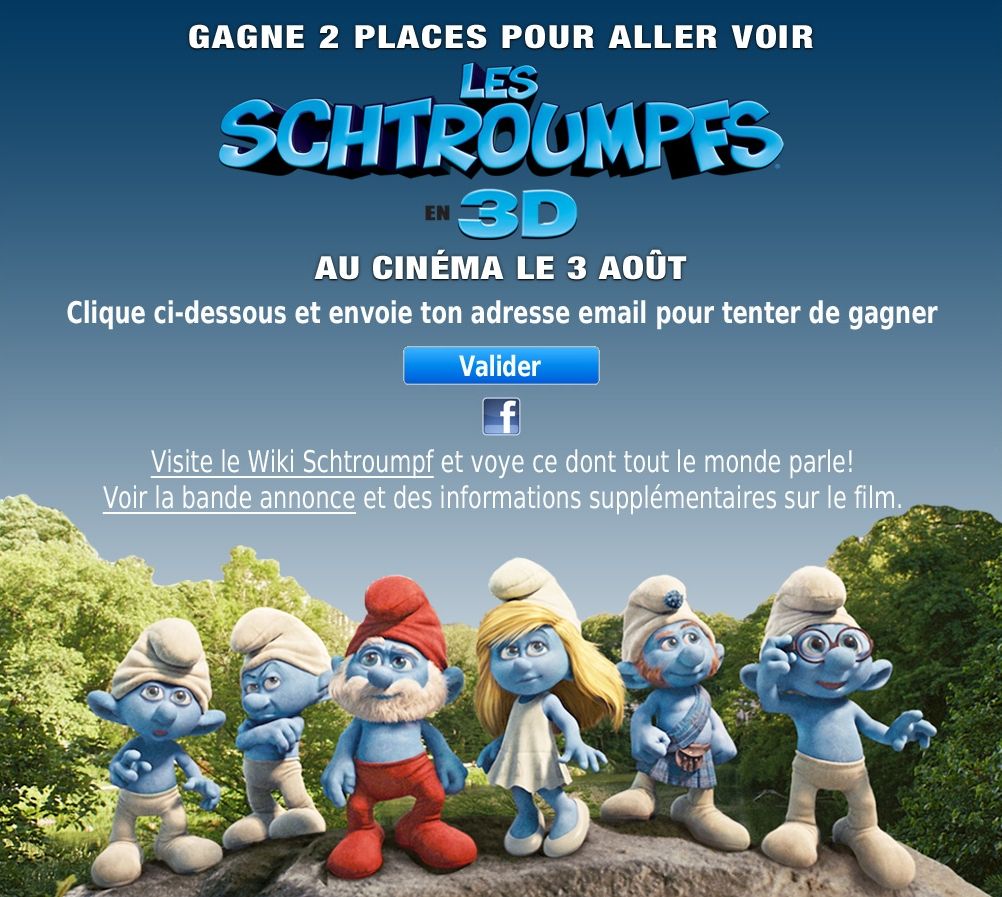 GAGNE 2 PLACES POUR ALLER VOIR
LES
SCHTROUMPFS
EN 3D
AU CINÉMA LE 3 AOÛT
Clique ci-dessous et envoie ton adresse email pour tenter de gagner
Valider
f
Visite le Wiki Schtroumpf et voye ce dont tout le monde parle!
Voir la bande annonce et des informations supplémentaires sur le film.